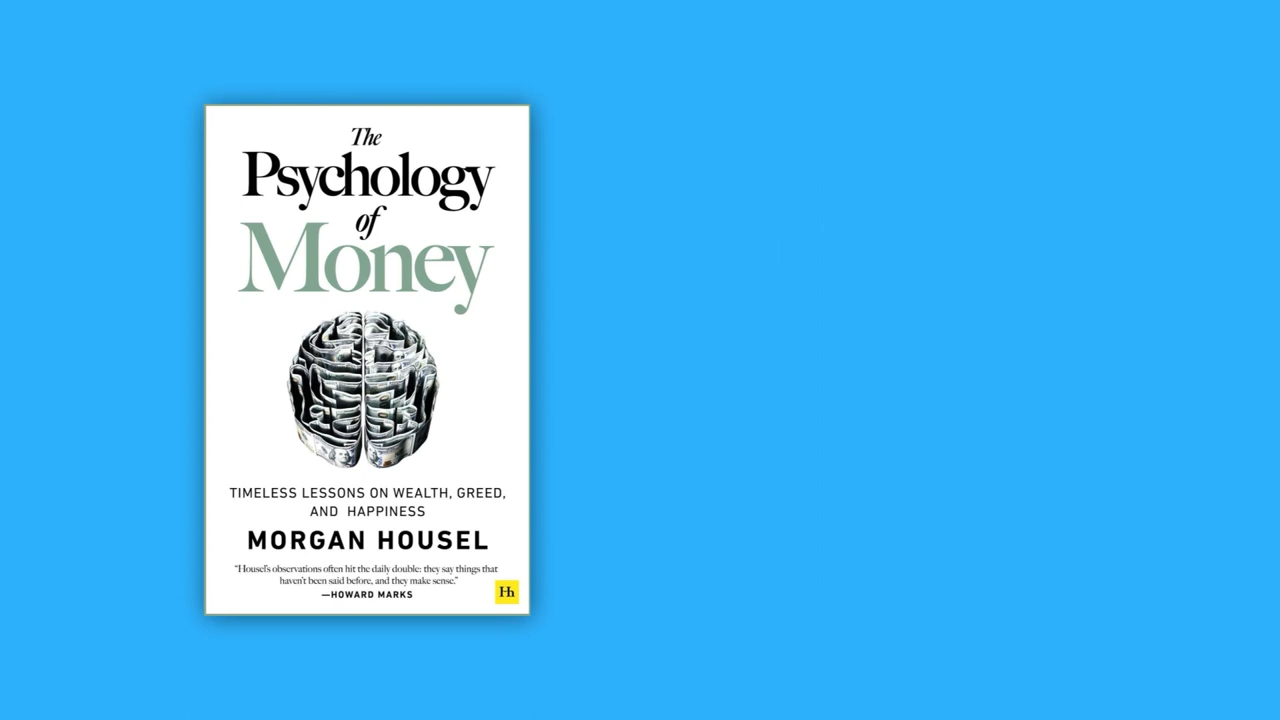 The
Psychology
of
Money
TIMELESS LESSONS ON WEALTH, GREED,
AND HAPPINESS
MORGAN HOUSEL
“Housel’s observations often hit the daily double: they say things that
haven’t been said before, and they make sense.”
—HOWARD MARKS
Hh